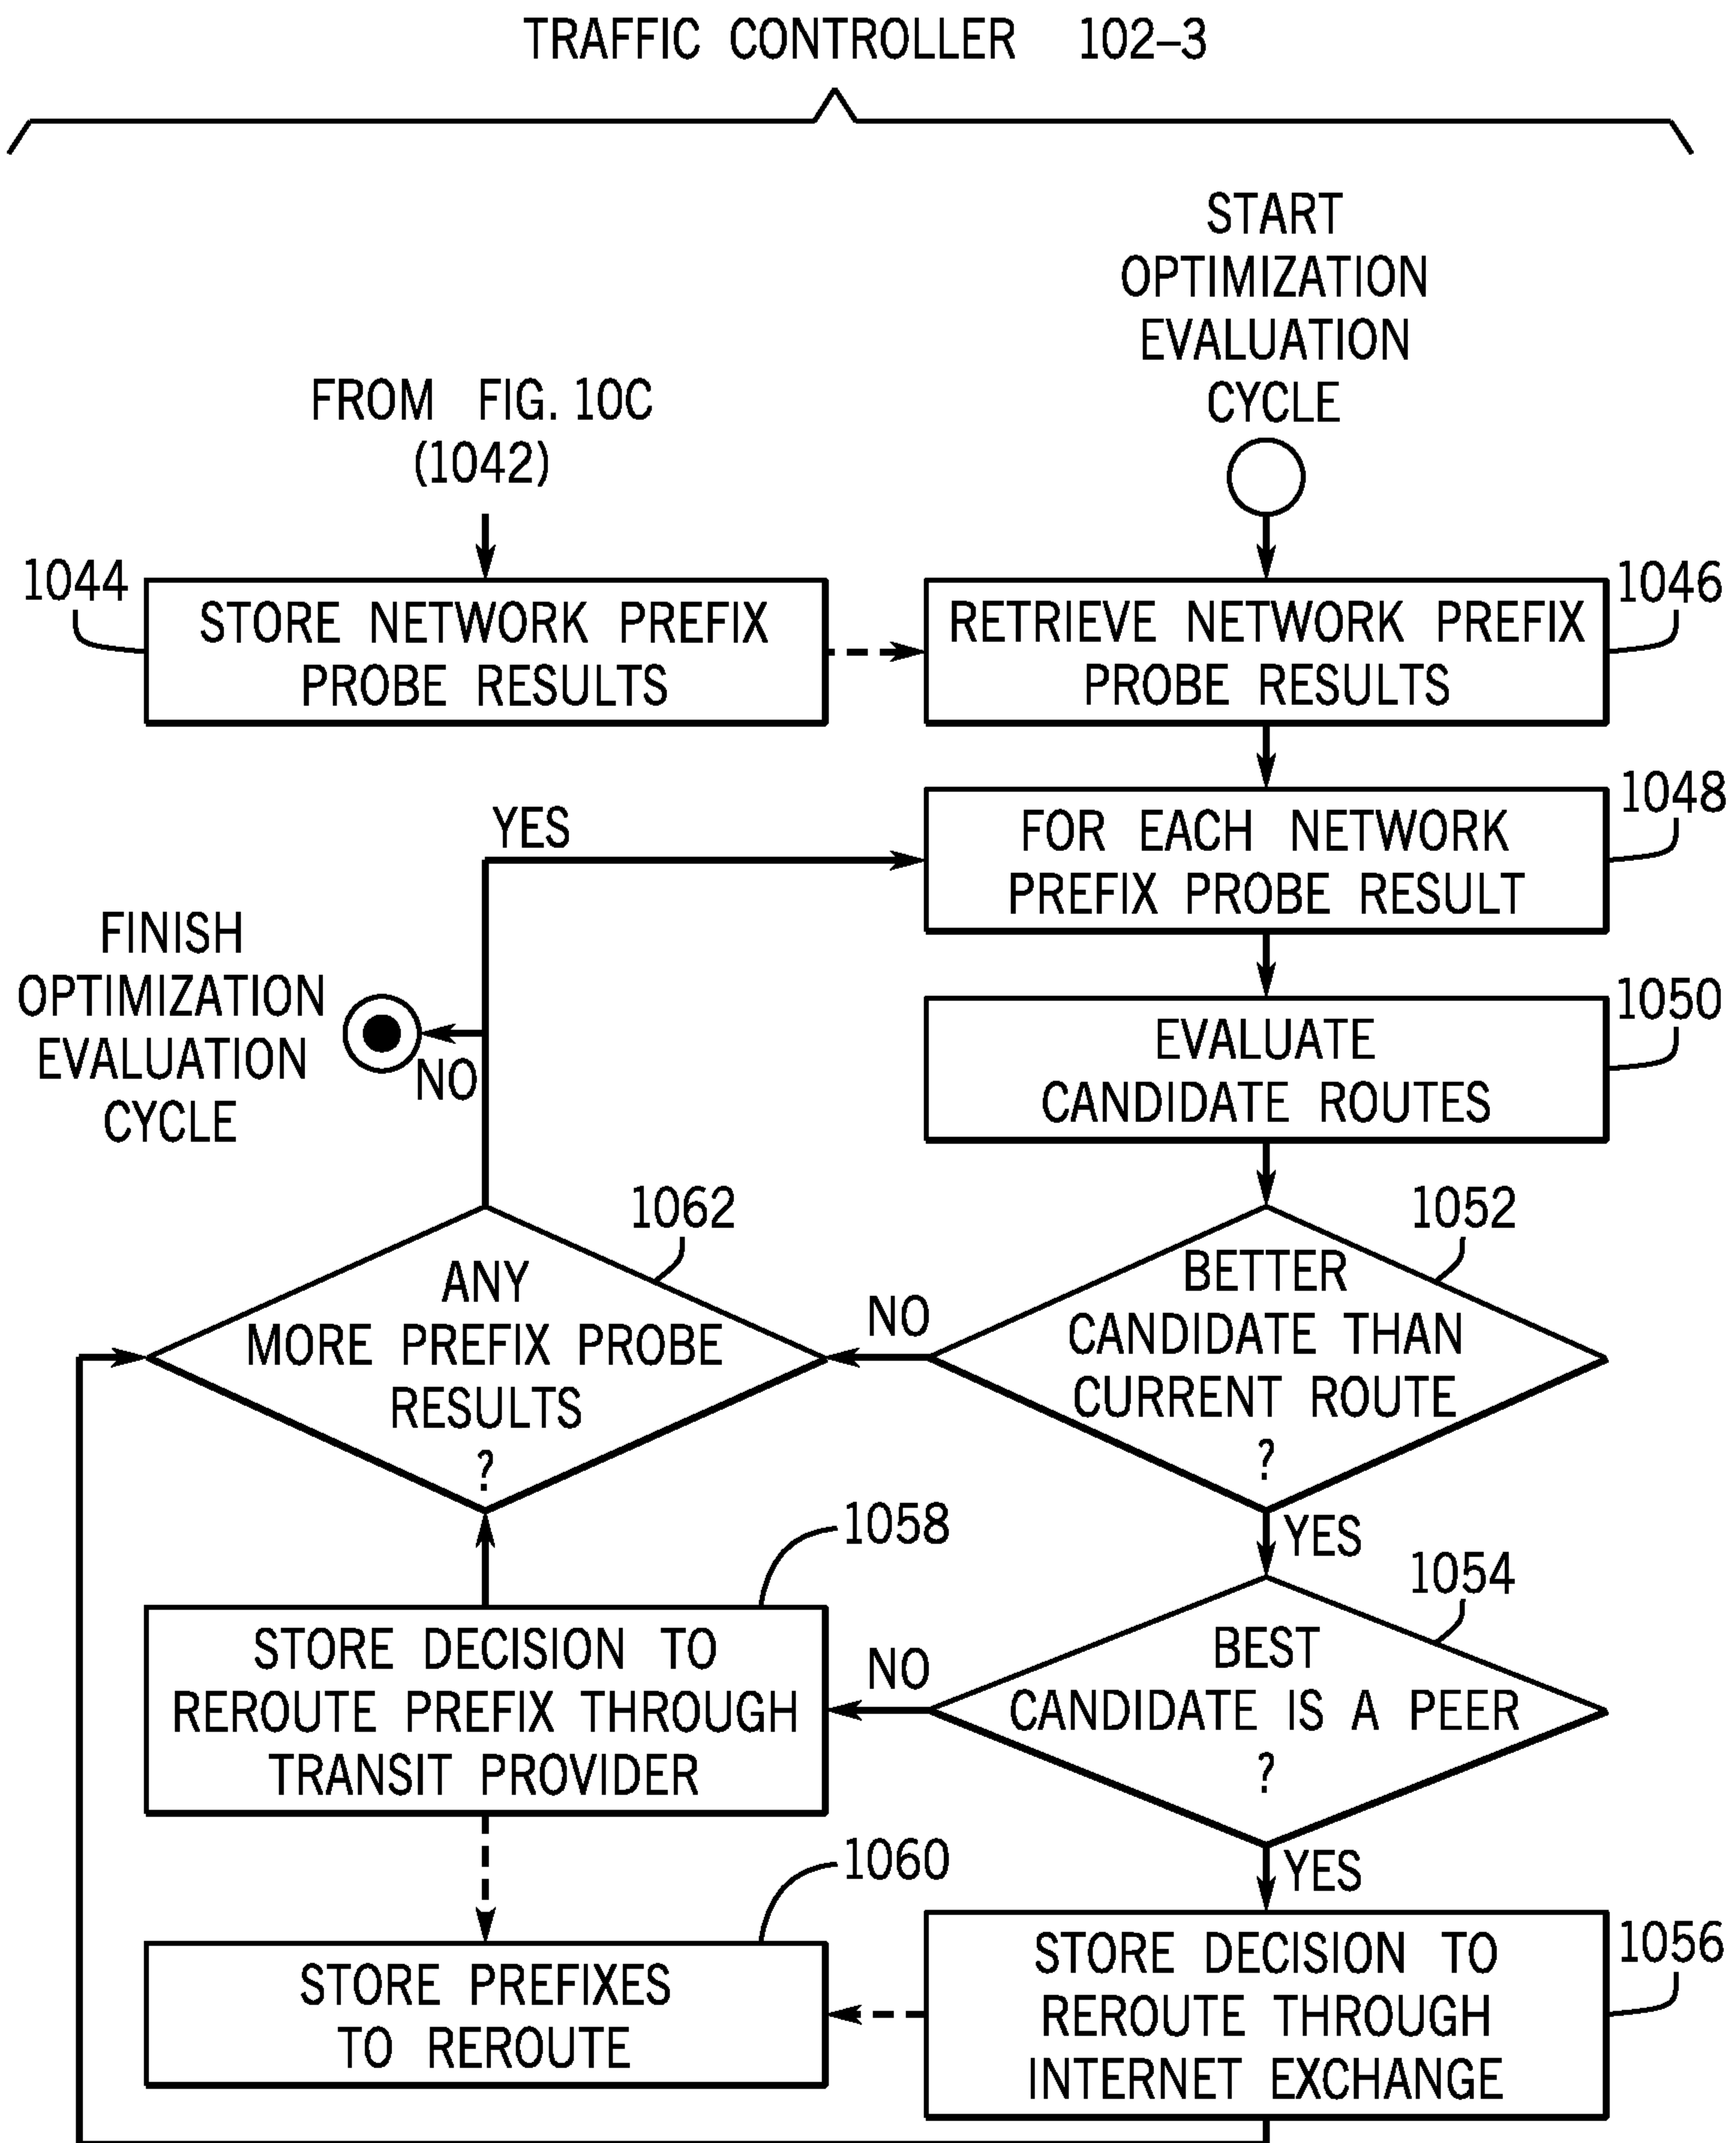 TRAFFIC CONTROLLER 102–3
START
OPTIMIZATION
EVALUATION
CYCLE
FROM FIG. 10C
(1042)
1044
STORE NETWORK PREFIX
PROBE RESULTS
RETRIEVE NETWORK PREFIX
PROBE RESULTS
1046
YES
FOR EACH NETWORK
PREFIX PROBE RESULT
1048
FINISH
OPTIMIZATION
EVALUATION
CYCLE
NO
EVALUATE
CANDIDATE ROUTES
1050
1062
ANY
MORE PREFIX PROBE
RESULTS
?
NO
1052
BETTER
CANDIDATE THAN
CURRENT ROUTE
?
YES
1058
STORE DECISION TO
REROUTE PREFIX THROUGH
TRANSIT PROVIDER
NO
1054
BEST
CANDIDATE IS A PEER
?
YES
1060
STORE PREFIXES
TO REROUTE
STORE DECISION TO
REROUTE THROUGH
INTERNET EXCHANGE
1056